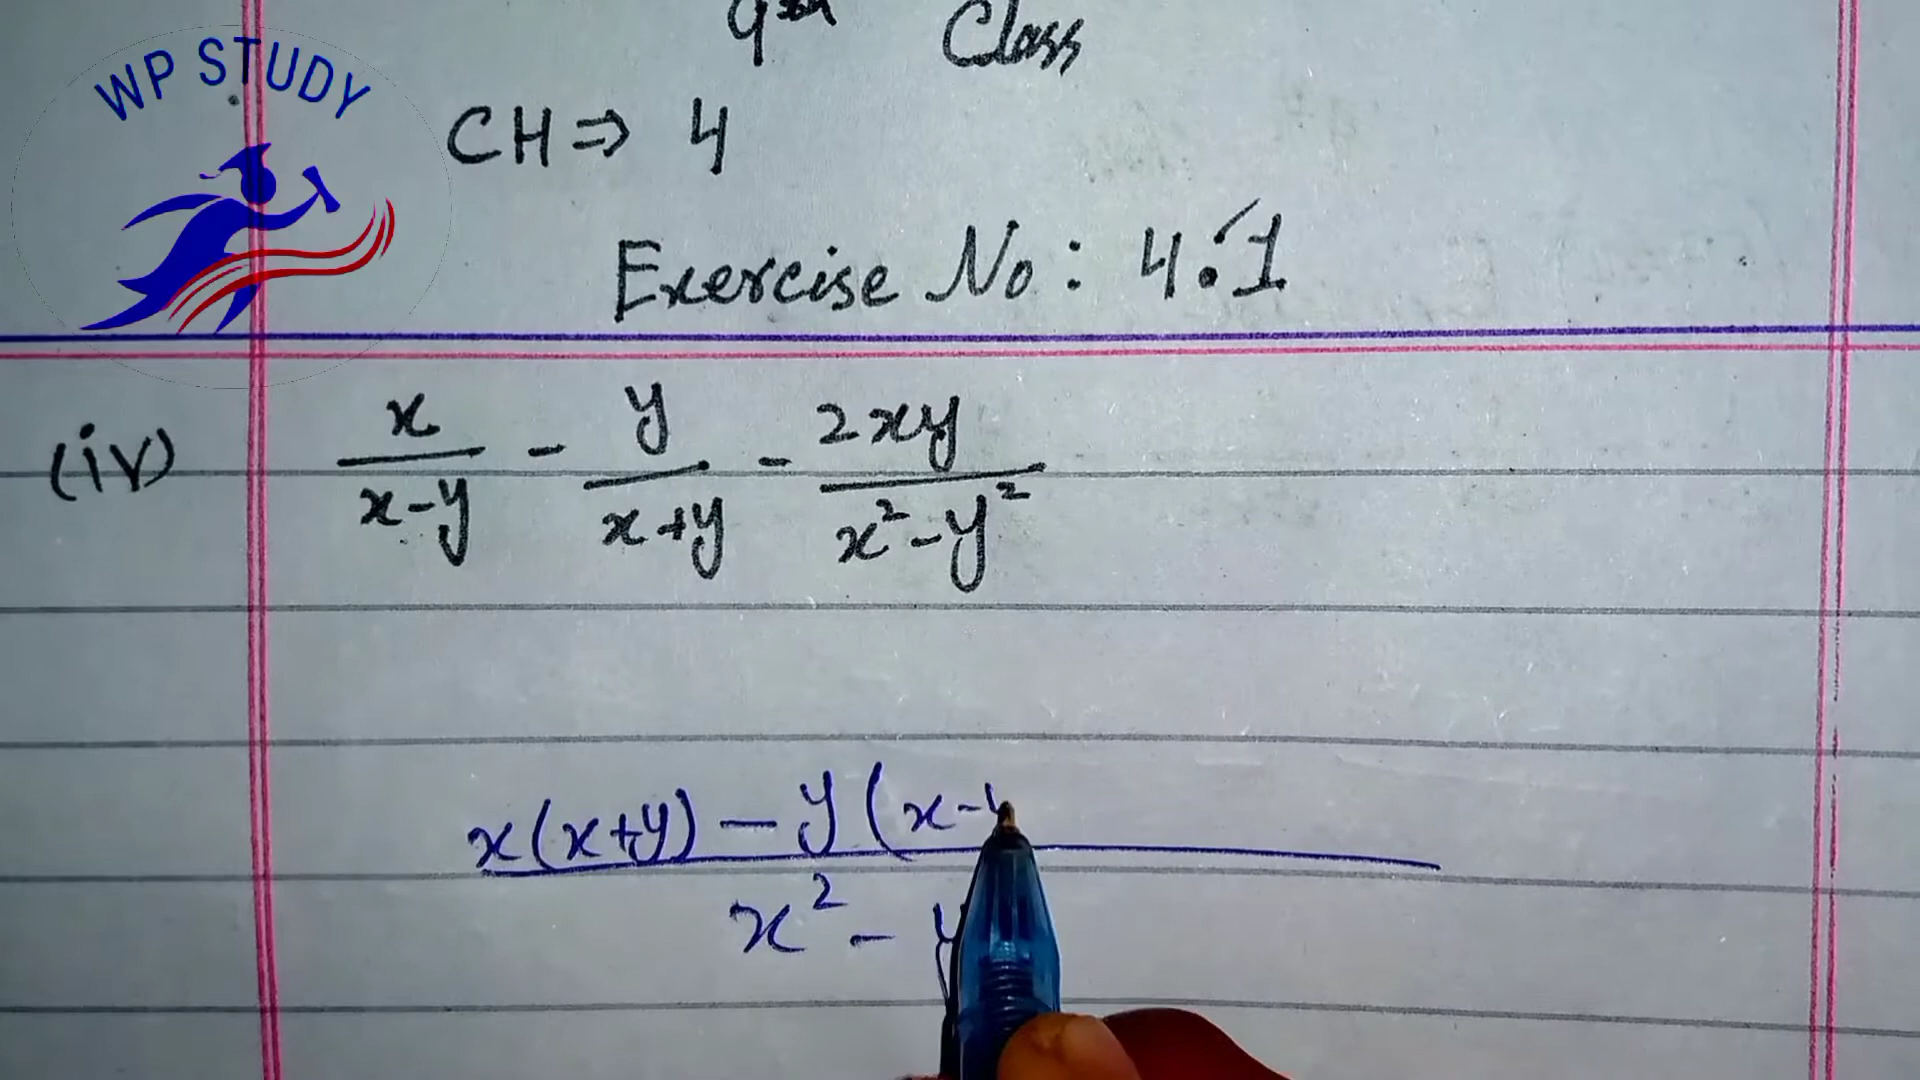 WP STUDY
9th Class
CH ⇒ 4
Exercise No: 4.1
(iv) x/(x-y) - y/(x+y) - 2xy/(x²-y²)
x(x+y) - y(x-y
x² - y